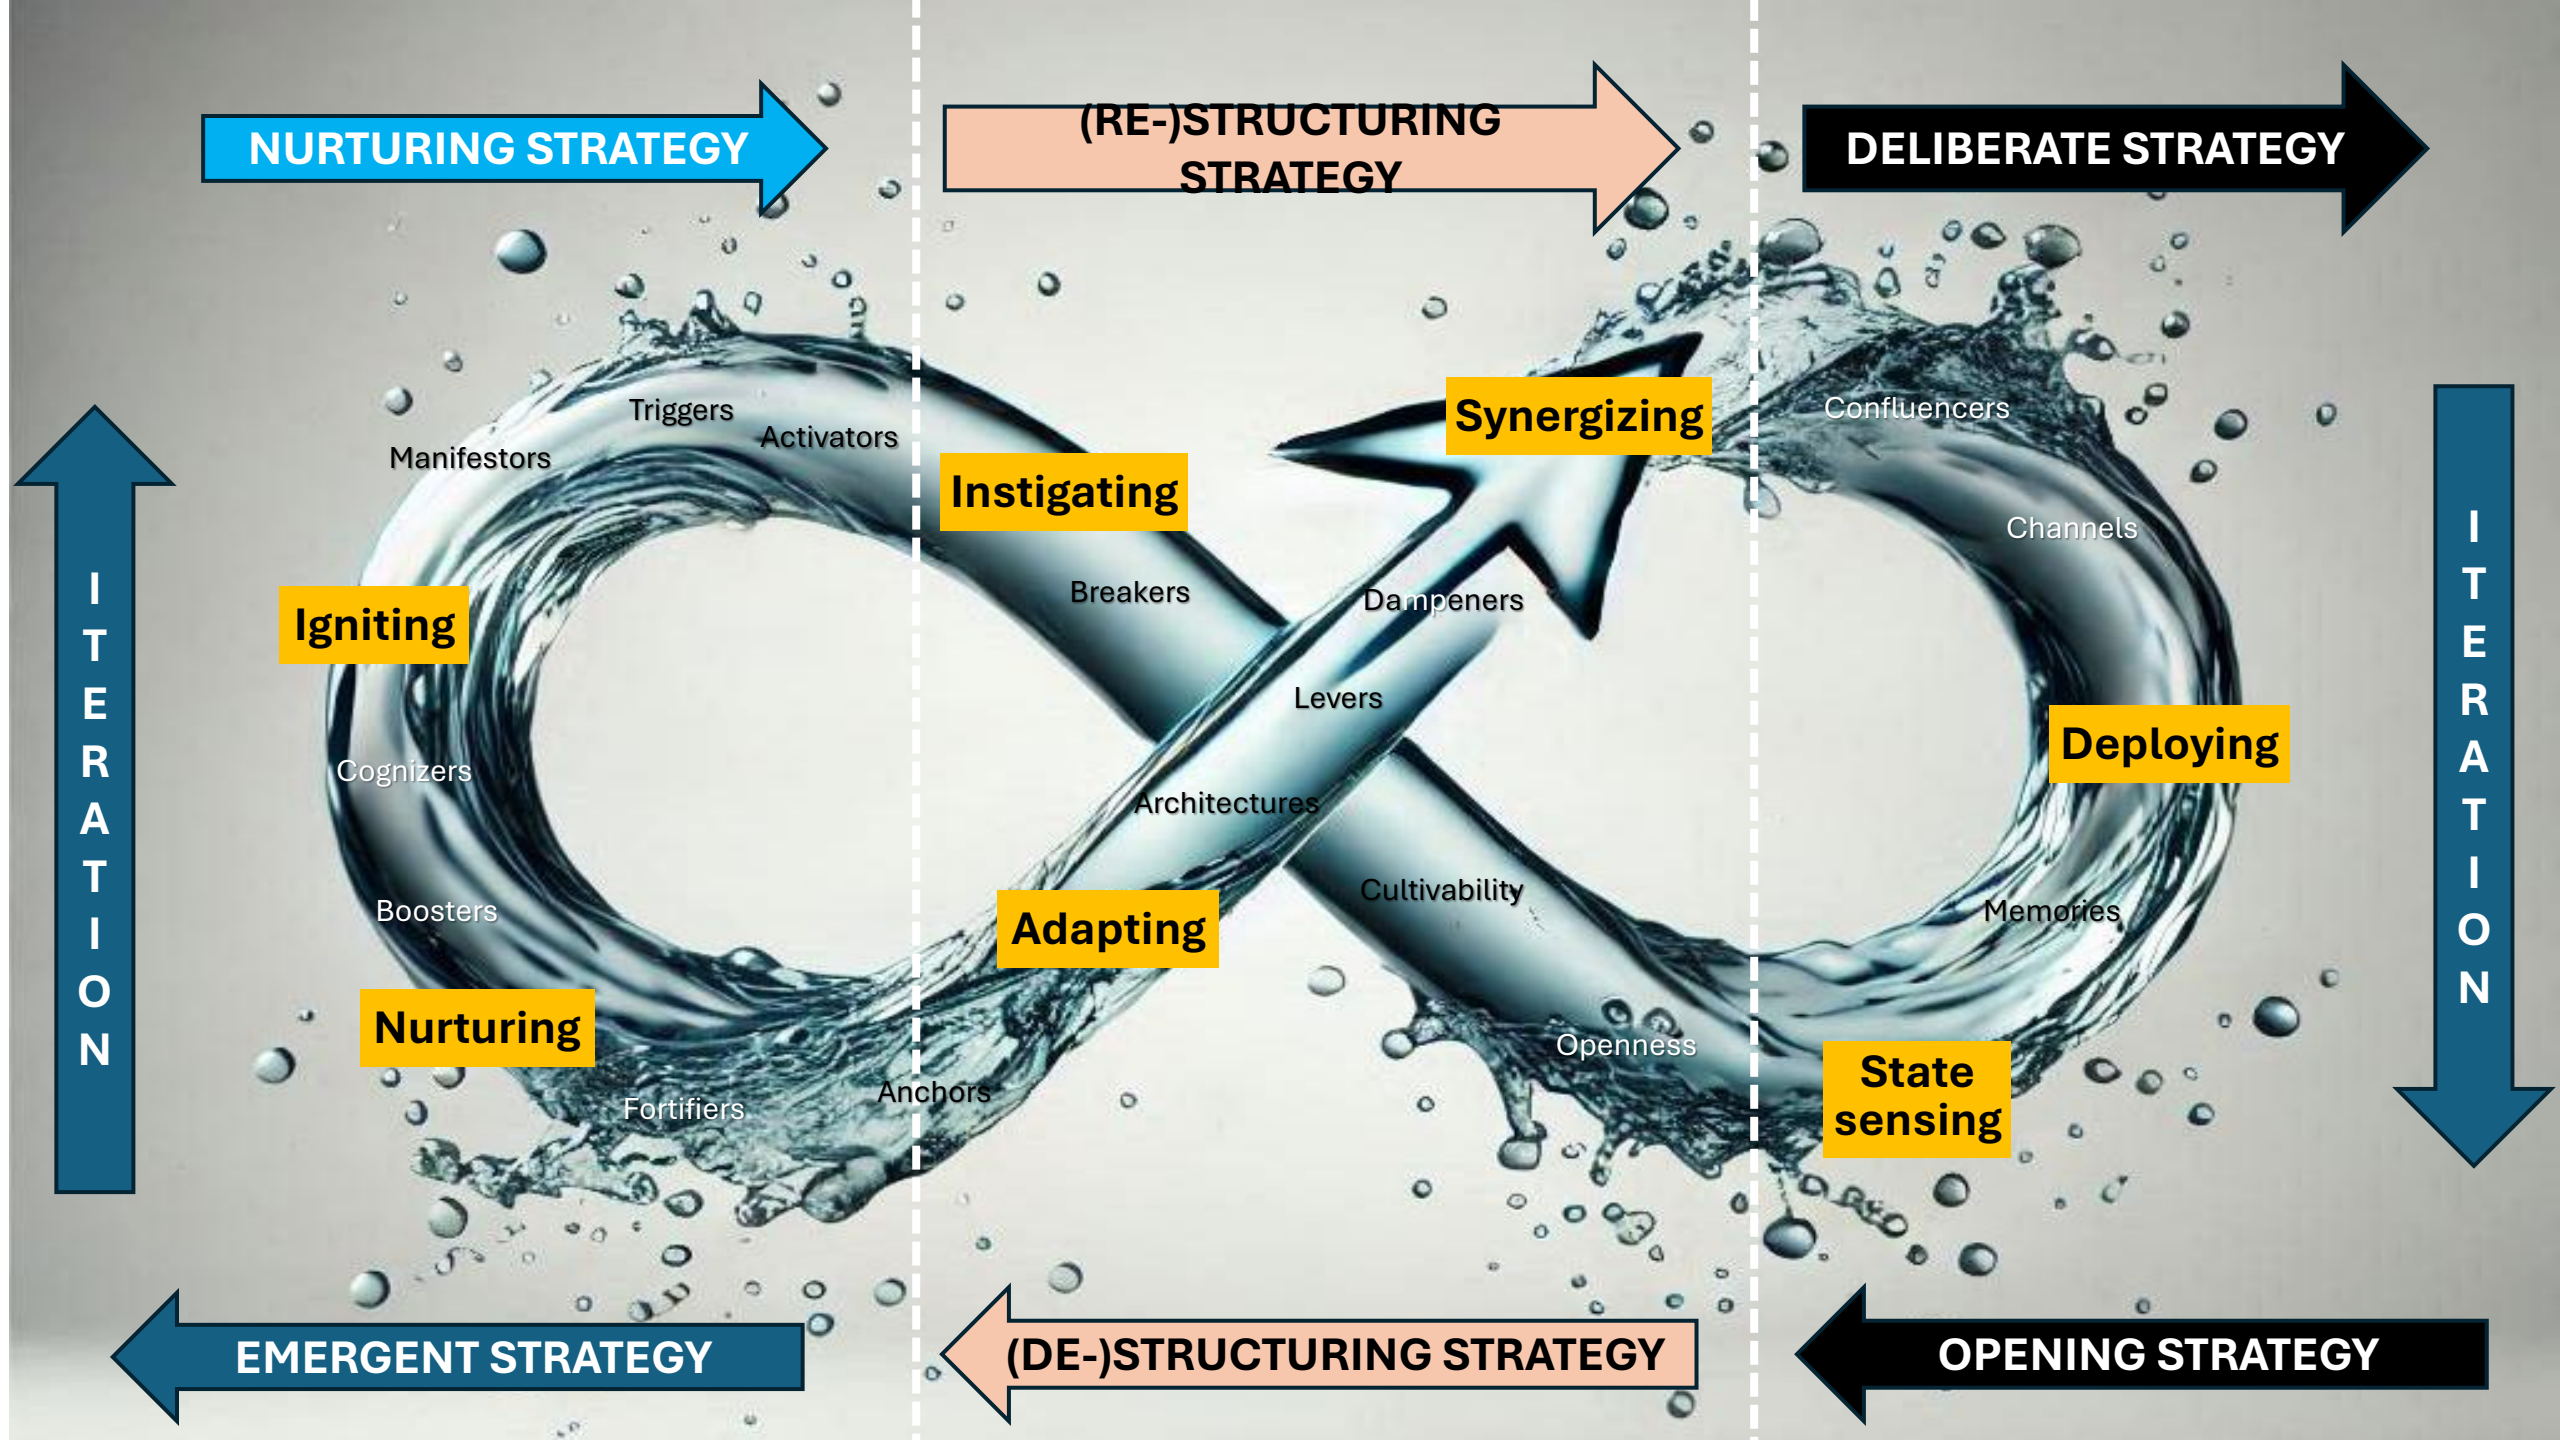 NURTURING STRATEGY
(RE-)STRUCTURING
STRATEGY
DELIBERATE STRATEGY
Triggers
Activators
Manifestors
Synergizing
Confluencers
Instigating
Channels
Breakers
Dampeners
Igniting
Levers
Deploying
Cognizers
Architectures
Cultivability
Boosters
Memories
Adapting
Nurturing
Openness
State
sensing
Anchors
Fortifiers
ITERATION
ITERATION
EMERGENT STRATEGY
(DE-)STRUCTURING STRATEGY
OPENING STRATEGY